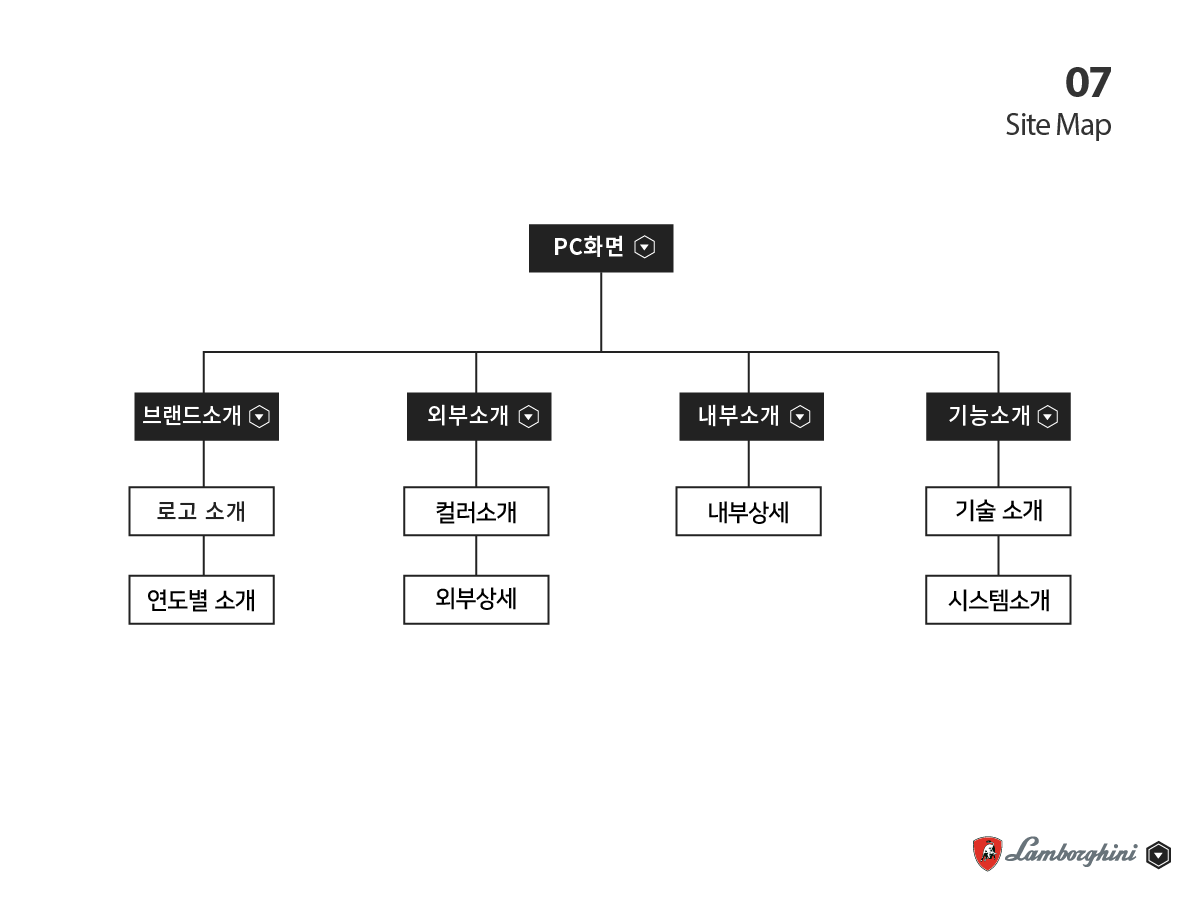 07
Site Map
PC화면
브랜드소개
외부소개
내부소개
기능소개
로고 소개
컬러소개
내부상세
기술 소개
연도별 소개
외부상세
시스템소개
Lamborghini